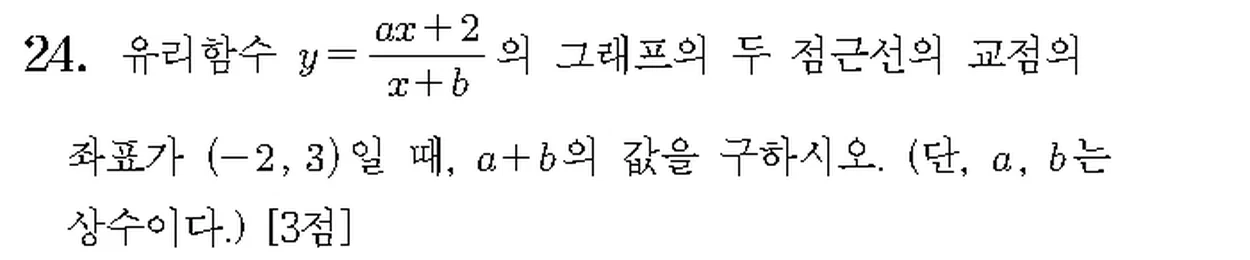 24. 유리함수 y = \frac{ax+2}{x+b} 의 그래프의 두 점근선의 교점의
좌표가 (−2, 3)일 때, a+b의 값을 구하시오. (단, a, b는
상수이다.) [3점]